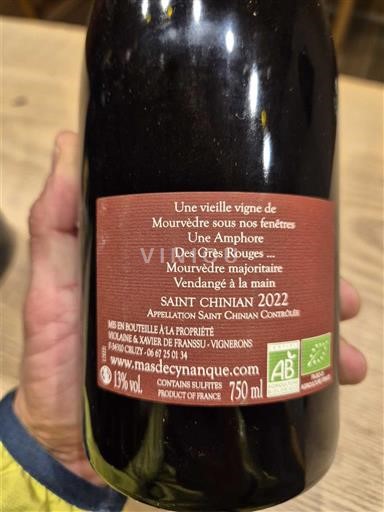 Une vieille vigne de
Mourvèdre sous nos fenêtres
Une Amphore
Des Grès Rouges ...
Mourvèdre majoritaire
Vendangé à la main
SAINT CHINIAN 2022
APPELLATION SAINT CHINIAN CONTRÔLÉE
MIS EN BOUTEILLE À LA PROPRIÉTÉ
VIOLAINE & XAVIER DE FRANSSU - VIGNERONS
F-34310 CRUZY - 06 67 25 01 34
www.masdecynanque.com
13% vol.
CONTAINS SULFITES
PRODUCT OF FRANCE
750 ml
AB